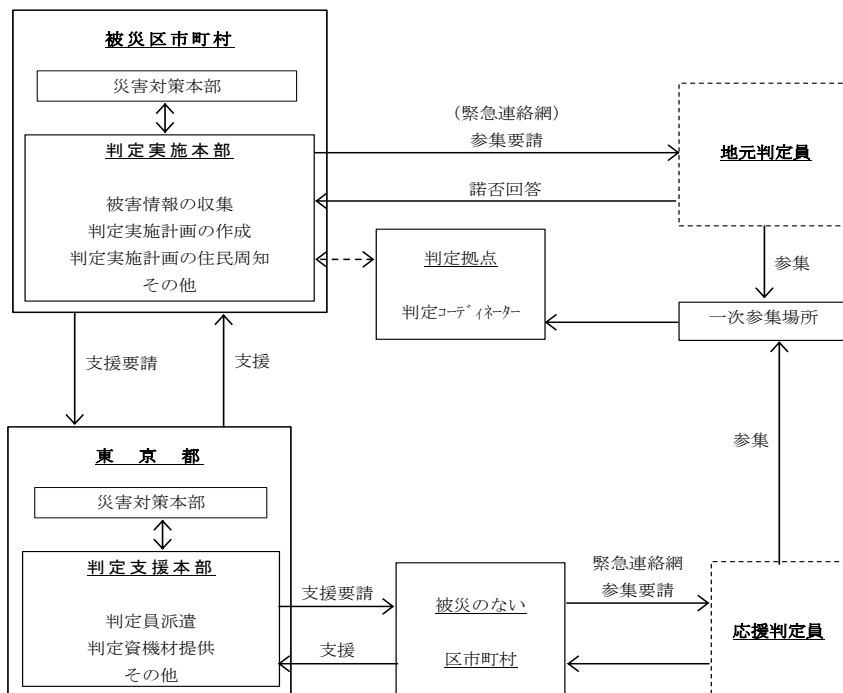 被災区市町村
災害対策本部
判定実施本部
被害情報の収集
判定実施計画の作成
判定実施計画の住民周知
その他
（緊急連絡網）
参集要請
諾否回答
地元判定員
判定拠点
判定ｺｰﾃﾞｨﾈｰﾀｰ
参集
一次参集場所
支援要請
支援
参集
東　京　都
災害対策本部
判定支援本部
判定員派遣
判定資機材提供
その他
支援要請
支援
被災のない
区市町村
緊急連絡網
参集要請
応援判定員